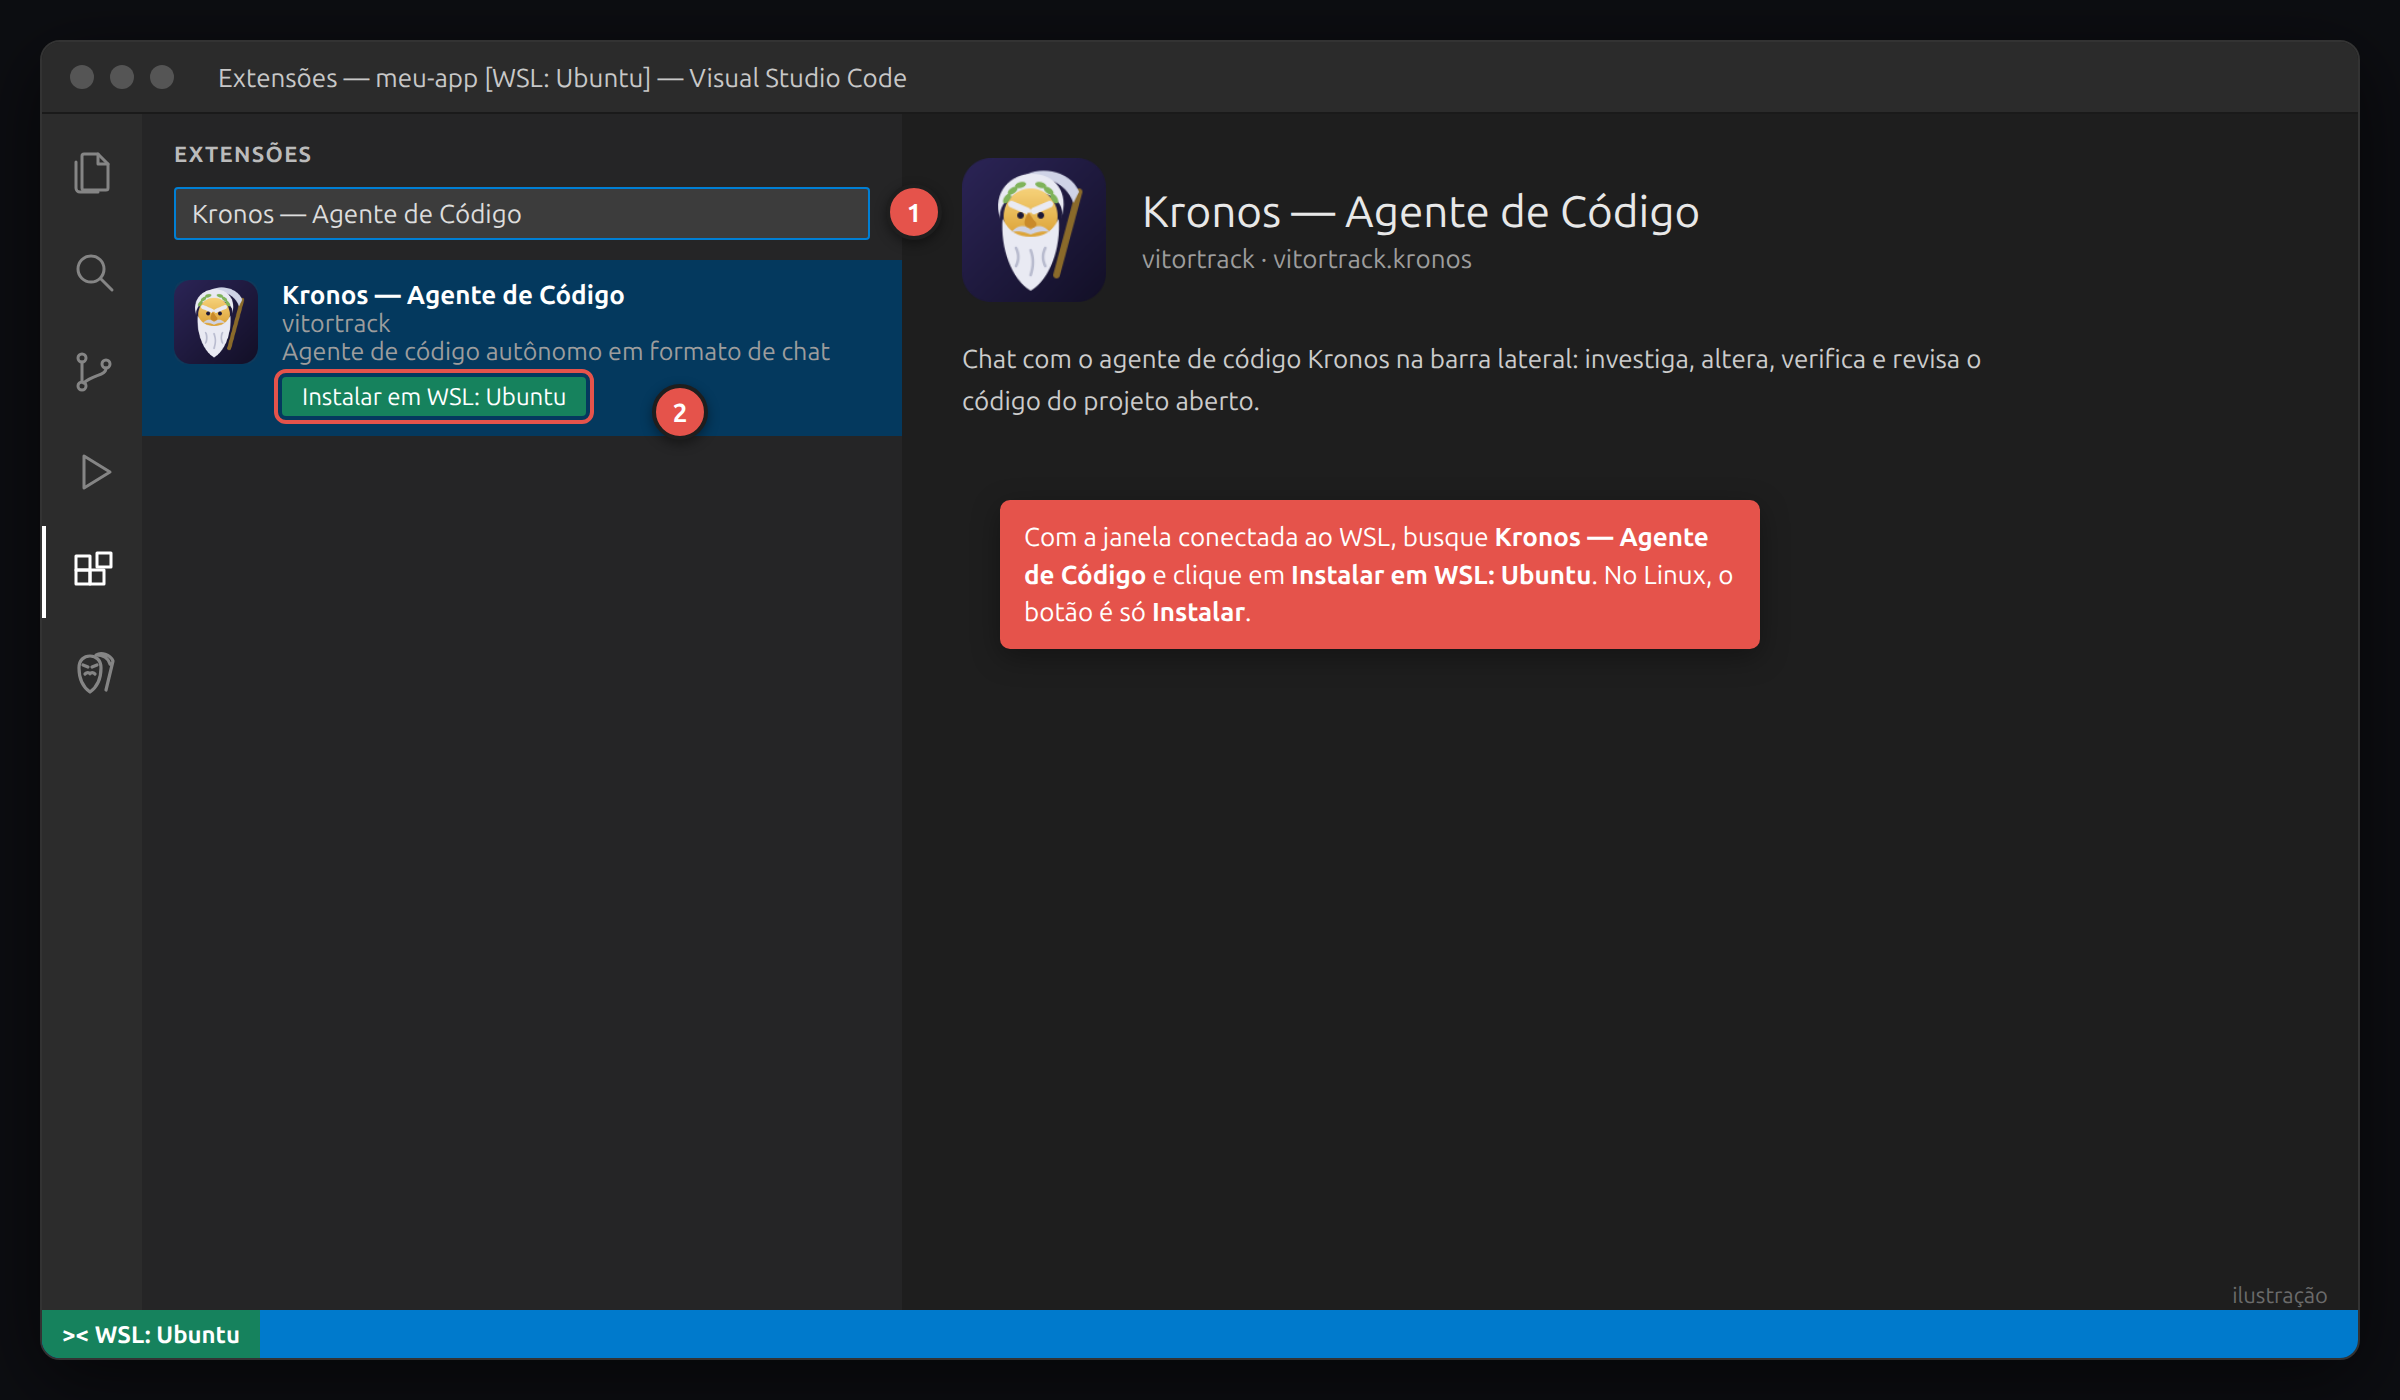 Extensões — meu-app [WSL: Ubuntu] — Visual Studio Code
EXTENSÕES
Kronos — Agente de Código
1
Kronos — Agente de Código
vitortrack
Agente de código autônomo em formato de chat
Instalar em WSL: Ubuntu
2
Kronos — Agente de Código
vitortrack · vitortrack.kronos
Chat com o agente de código Kronos na barra lateral: investiga, altera, verifica e revisa o
código do projeto aberto.
Com a janela conectada ao WSL, busque Kronos — Agente
de Código e clique em Instalar em WSL: Ubuntu. No Linux, o
botão é só Instalar.
ilustração
>< WSL: Ubuntu